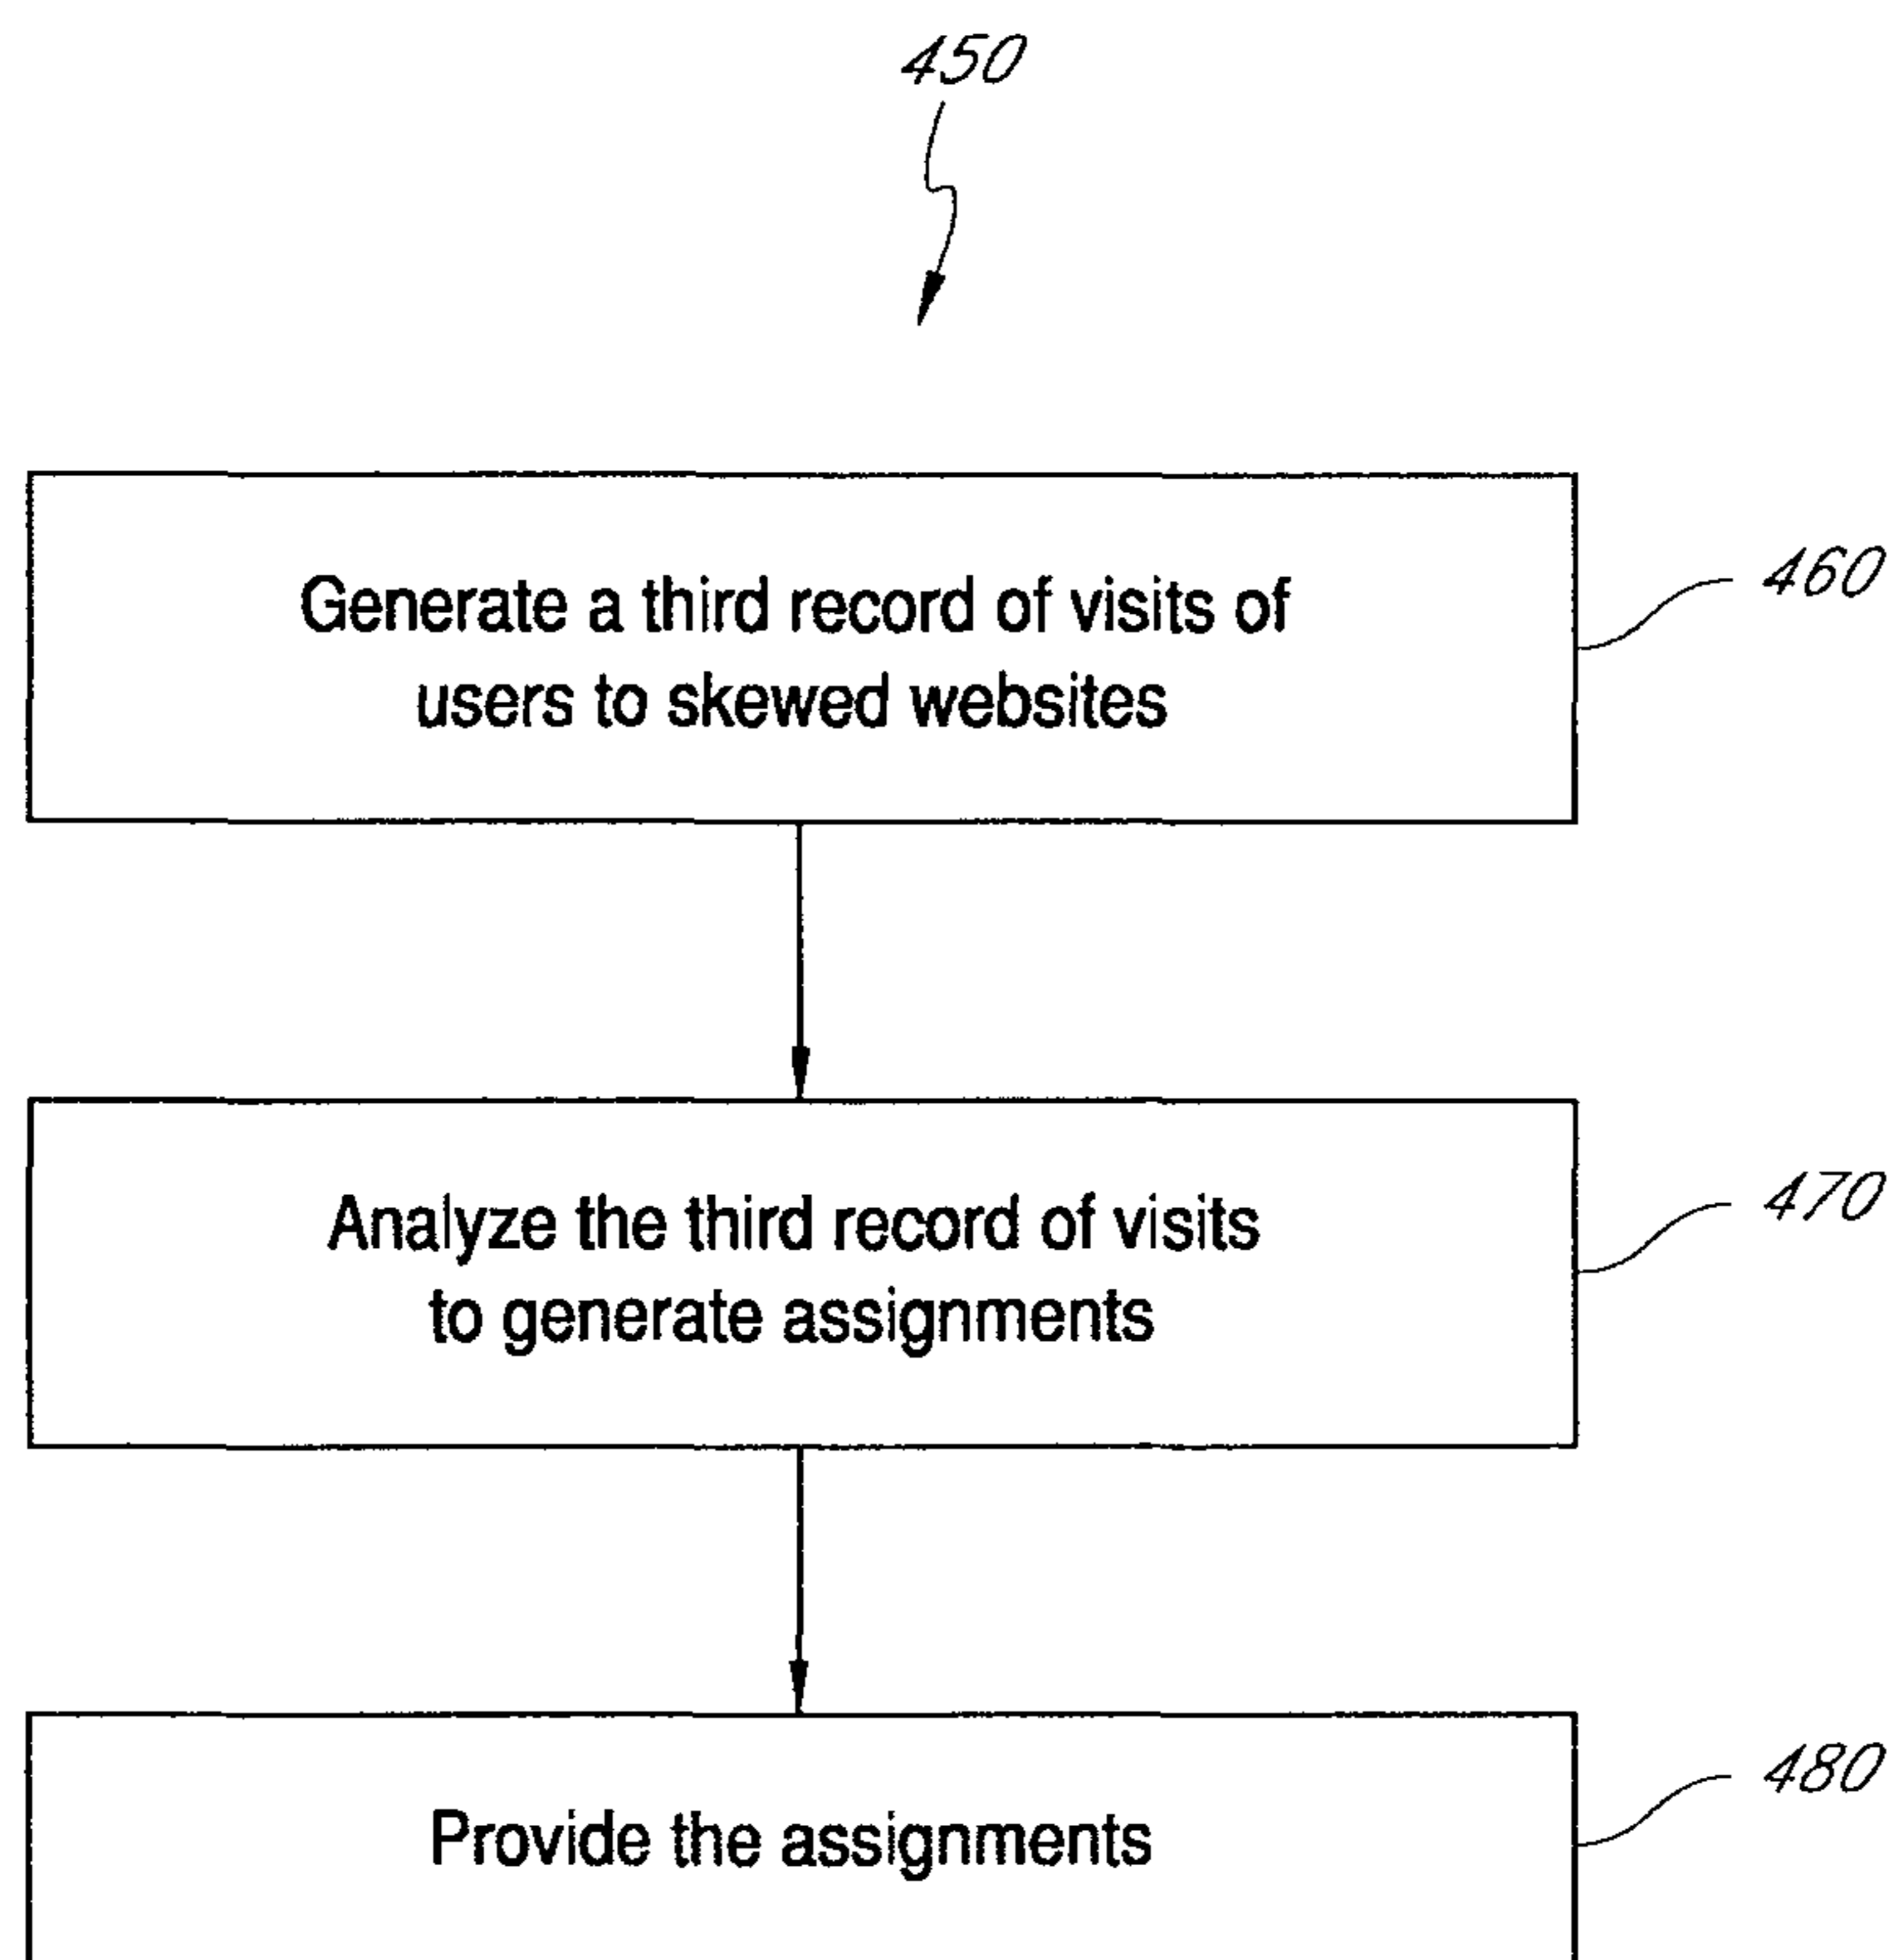 450
Generate a third record of visits of
users to skewed websites
460
Analyze the third record of visits
to generate assignments
470
Provide the assignments
480